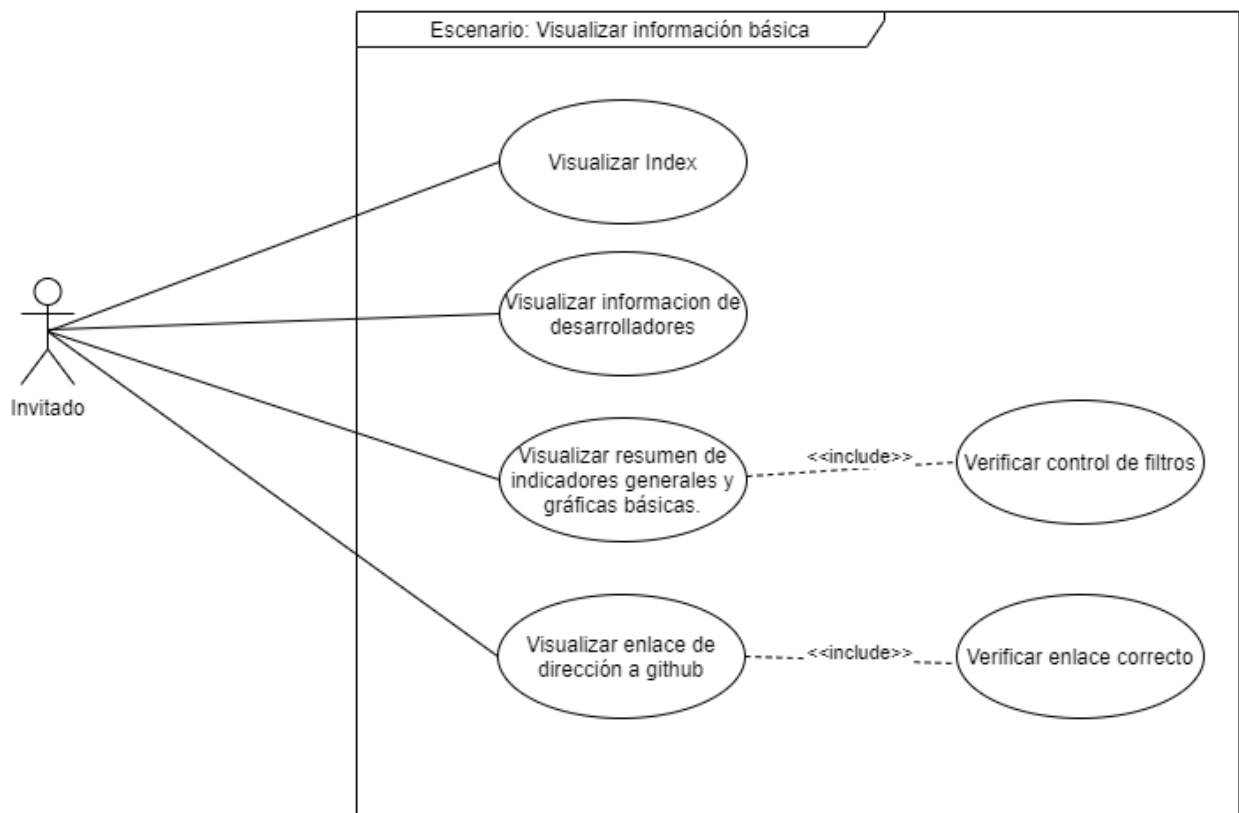 Escenario: Visualizar información básica
Visualizar Index
Visualizar informacion de
desarrolladores
Invitado
Visualizar resumen de
indicadores generales y
gráficas básicas.
<<include>>
Verificar control de filtros
Visualizar enlace de
dirección a github
<<include>>
Verificar enlace correcto